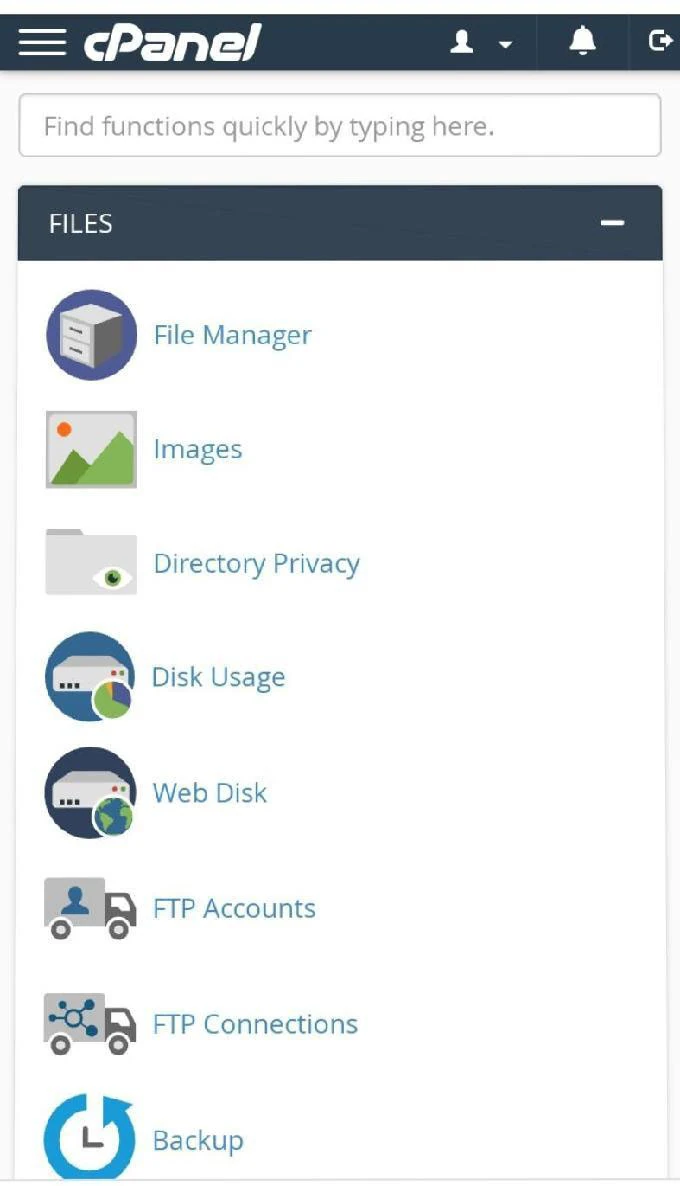 cPanel
Find functions quickly by typing here.
FILES
File Manager
Images
Directory Privacy
Disk Usage
Web Disk
FTP Accounts
FTP Connections
Backup